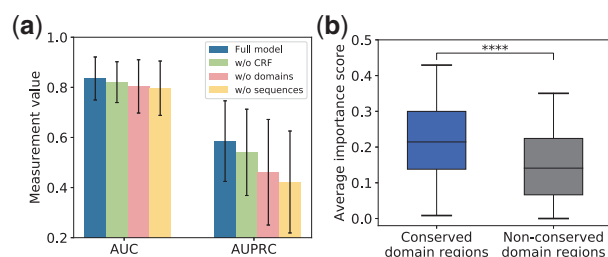 (a)
Measurement value
1.0
0.8
0.6
0.4
0.2
Full model
w/o CRF
w/o domains
w/o sequences
AUC
AUPRC
(b)
Average importance score
0.5
0.4
0.3
0.2
0.1
0.0
****
Conserved
domain regions
Non-conserved
domain regions